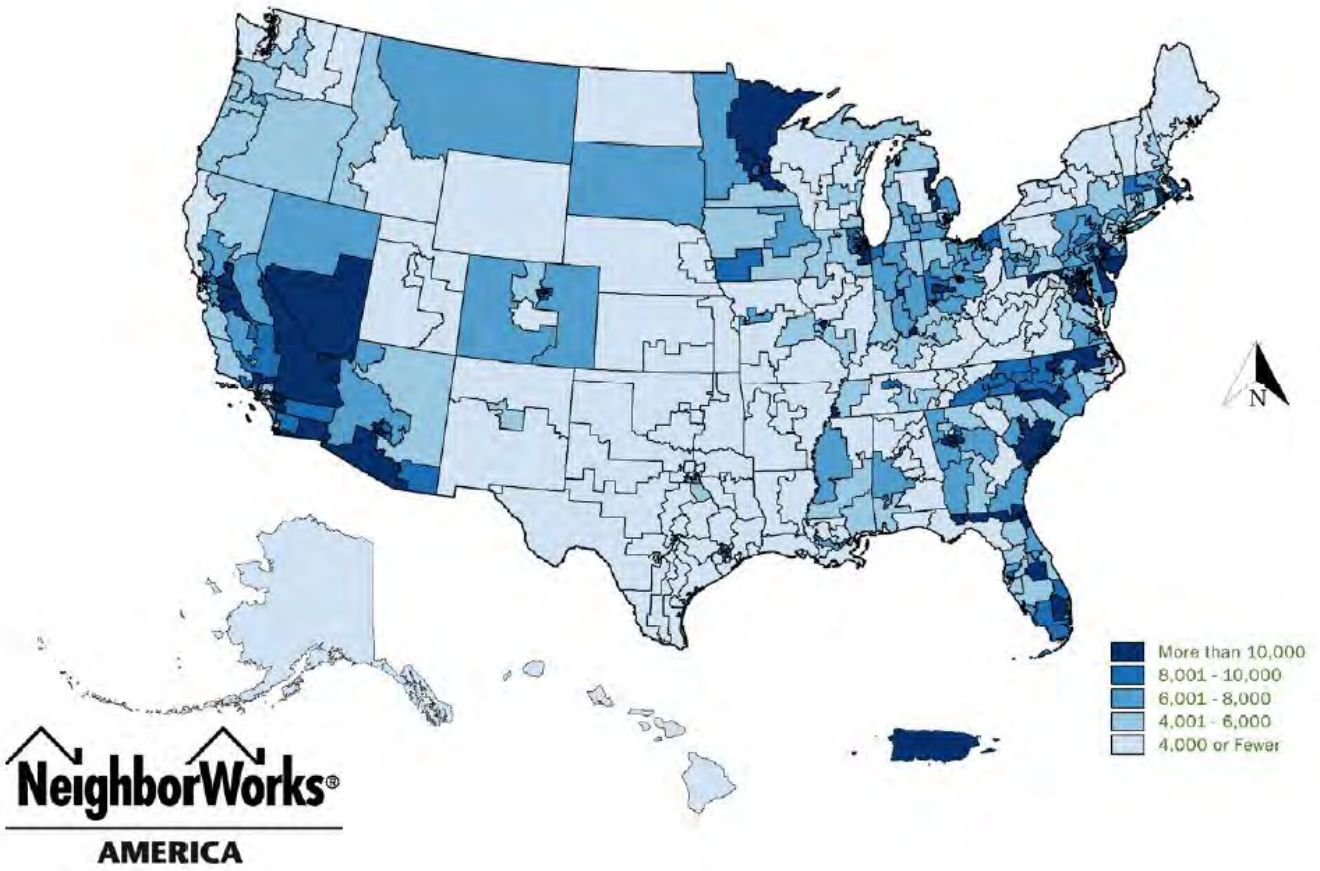 N
More than 10,000
8,001 - 10,000
6,001 - 8,000
4,001 - 6,000
4,000 or Fewer
NeighborWorks®
AMERICA